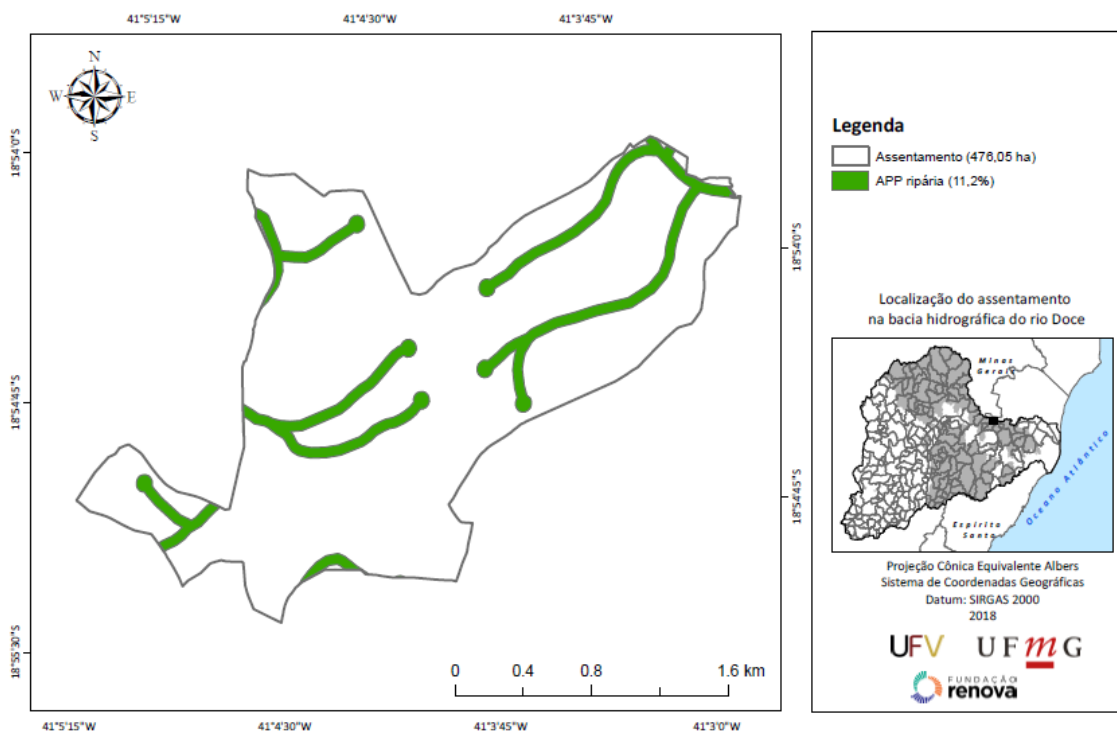 41°5'15"W 41°4'30"W 41°3'45"W
N
W E
S
18°54'0"S
18°54'0"S
18°54'45"S
18°54'45"S
18°55'30"S
0 0.4 0.8 1.6 km
41°5'15"W 41°4'30"W 41°3'45"W 41°3'0"W
Legenda
Assentamento (476,05 ha)
APP ripária (11,2%)
Localização do assentamento
na bacia hidrográfica do rio Doce
Minas
Gerais
Oceano Atlântico
Espírito
Santo
Projeção Cônica Equivalente Albers
Sistema de Coordenadas Geográficas
Datum: SIRGAS 2000
2018
UFV UFmG
FUNDAÇÃO
renova